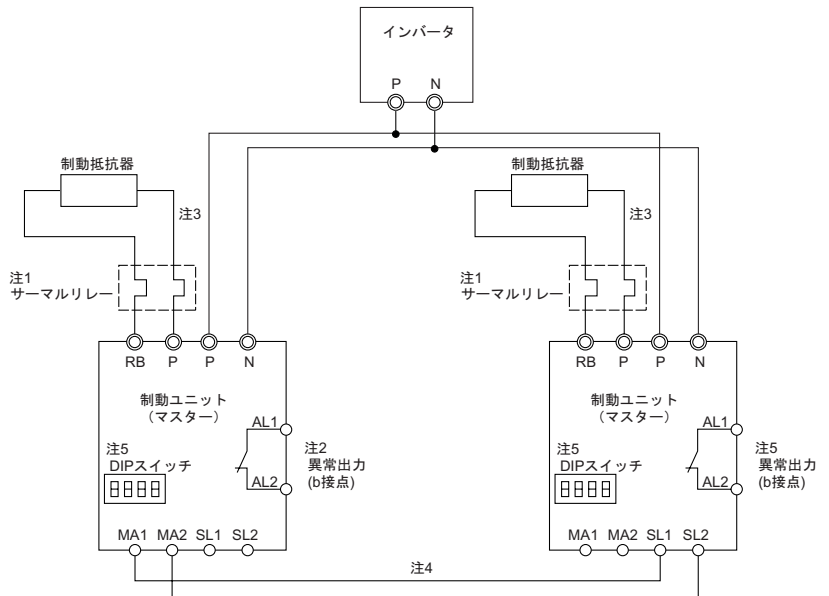 インバータ
P N
制動抵抗器
注3
注1
サーマルリレー
RB P P N
制動ユニット
（マスター）
AL1
注5
DIPスイッチ
注2
異常出力
(b接点)
AL2
MA1 MA2 SL1 SL2
制動抵抗器
注3
注1
サーマルリレー
RB P P N
制動ユニット
（マスター）
AL1
注5
DIPスイッチ
注5
異常出力
(b接点)
AL2
MA1 MA2 SL1 SL2
注4